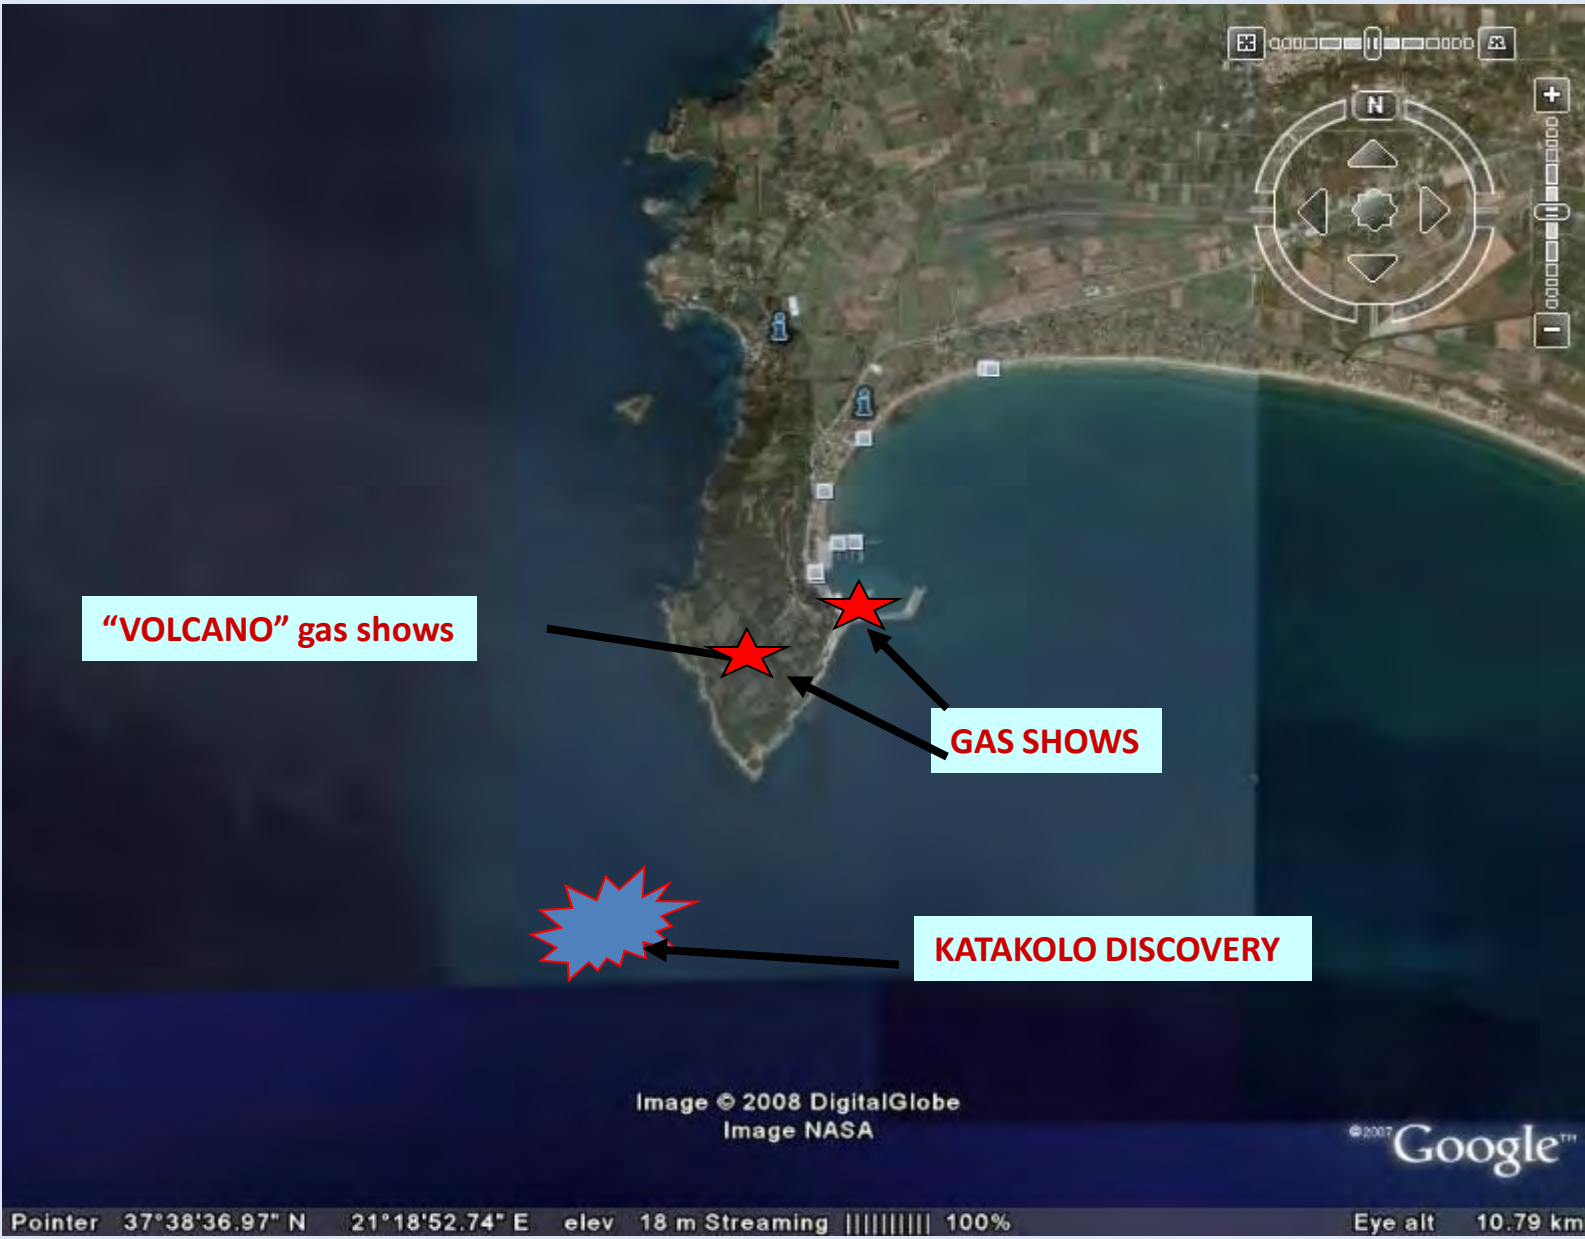 N
“VOLCANO” gas shows
GAS SHOWS
KATAKOLO DISCOVERY
Image © 2008 DigitalGlobe
Image NASA
©2007 Google™
Pointer 37°38'36.97" N 21°18'52.74" E elev 18 m Streaming |||||||||| 100% Eye alt 10.79 km